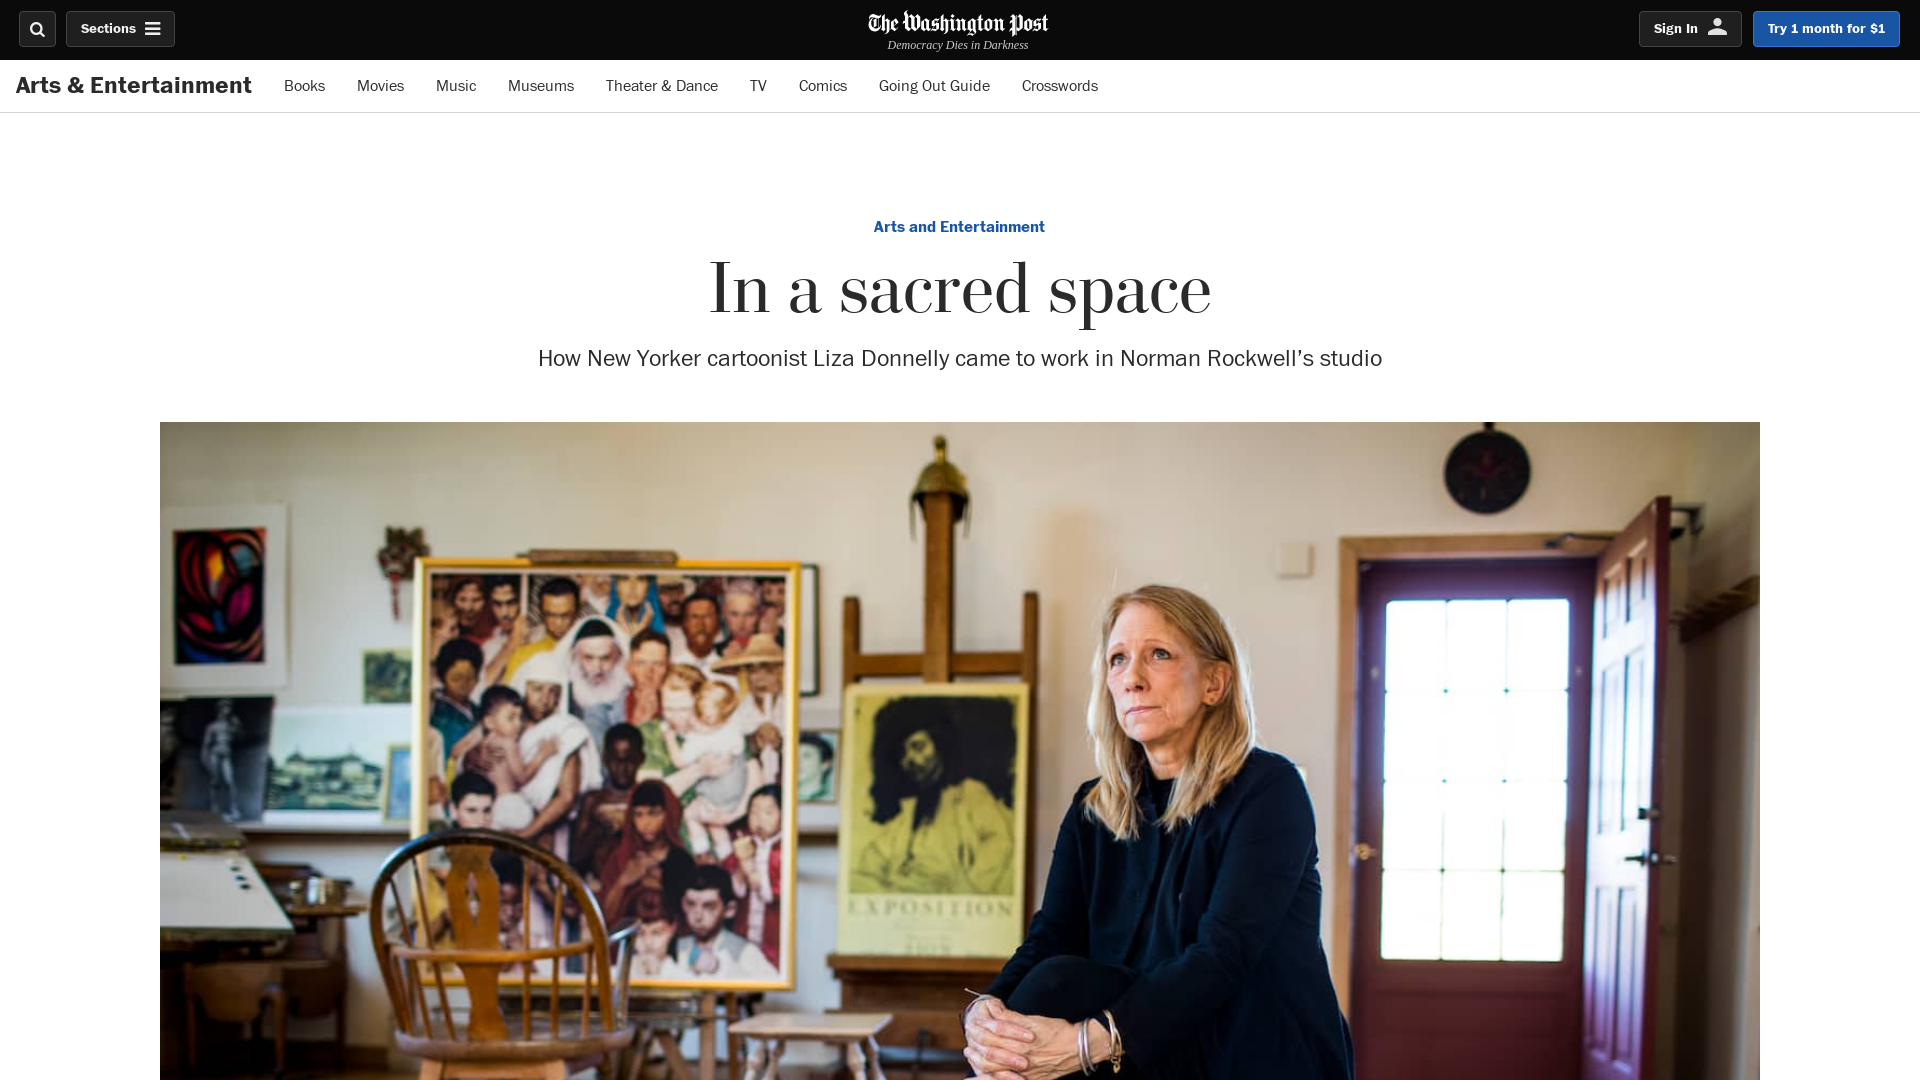 Sections
The Washington Post
Democracy Dies in Darkness
Sign In
Try 1 month for $1
Arts & Entertainment
Books
Movies
Music
Museums
Theater & Dance
TV
Comics
Going Out Guide
Crosswords
Arts and Entertainment
In a sacred space
How New Yorker cartoonist Liza Donnelly came to work in Norman Rockwell’s studio
EXPOSITION